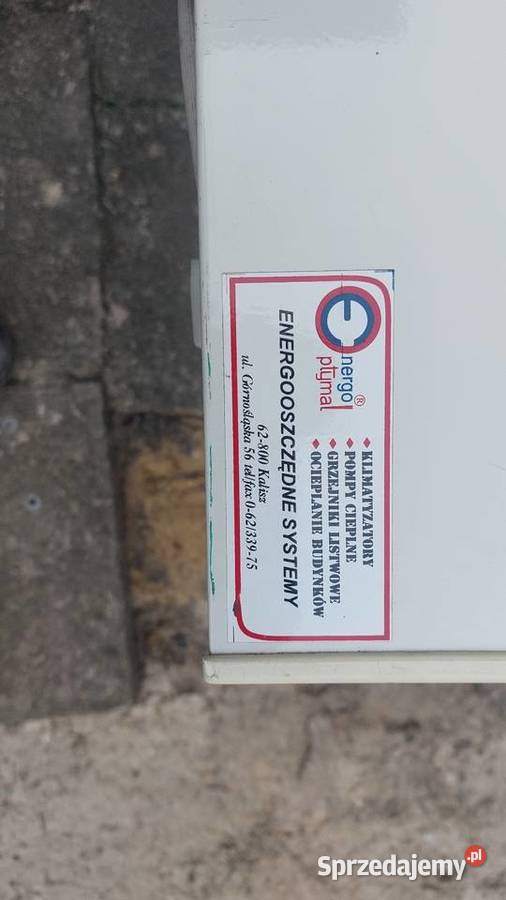 Energo®
Optymal
♦ KLIMATYZATORY
♦ POMPY CIEPLNE
♦ GRZEJNIKI LISTWOWE
♦ OCIEPLANIE BUDYNKÓW
ENERGOOSZCZĘDNE SYSTEMY
62-800 Kalisz
ul. Górnośląska 56 tel/fax 0-62/339-75
Sprzedajemy.pl